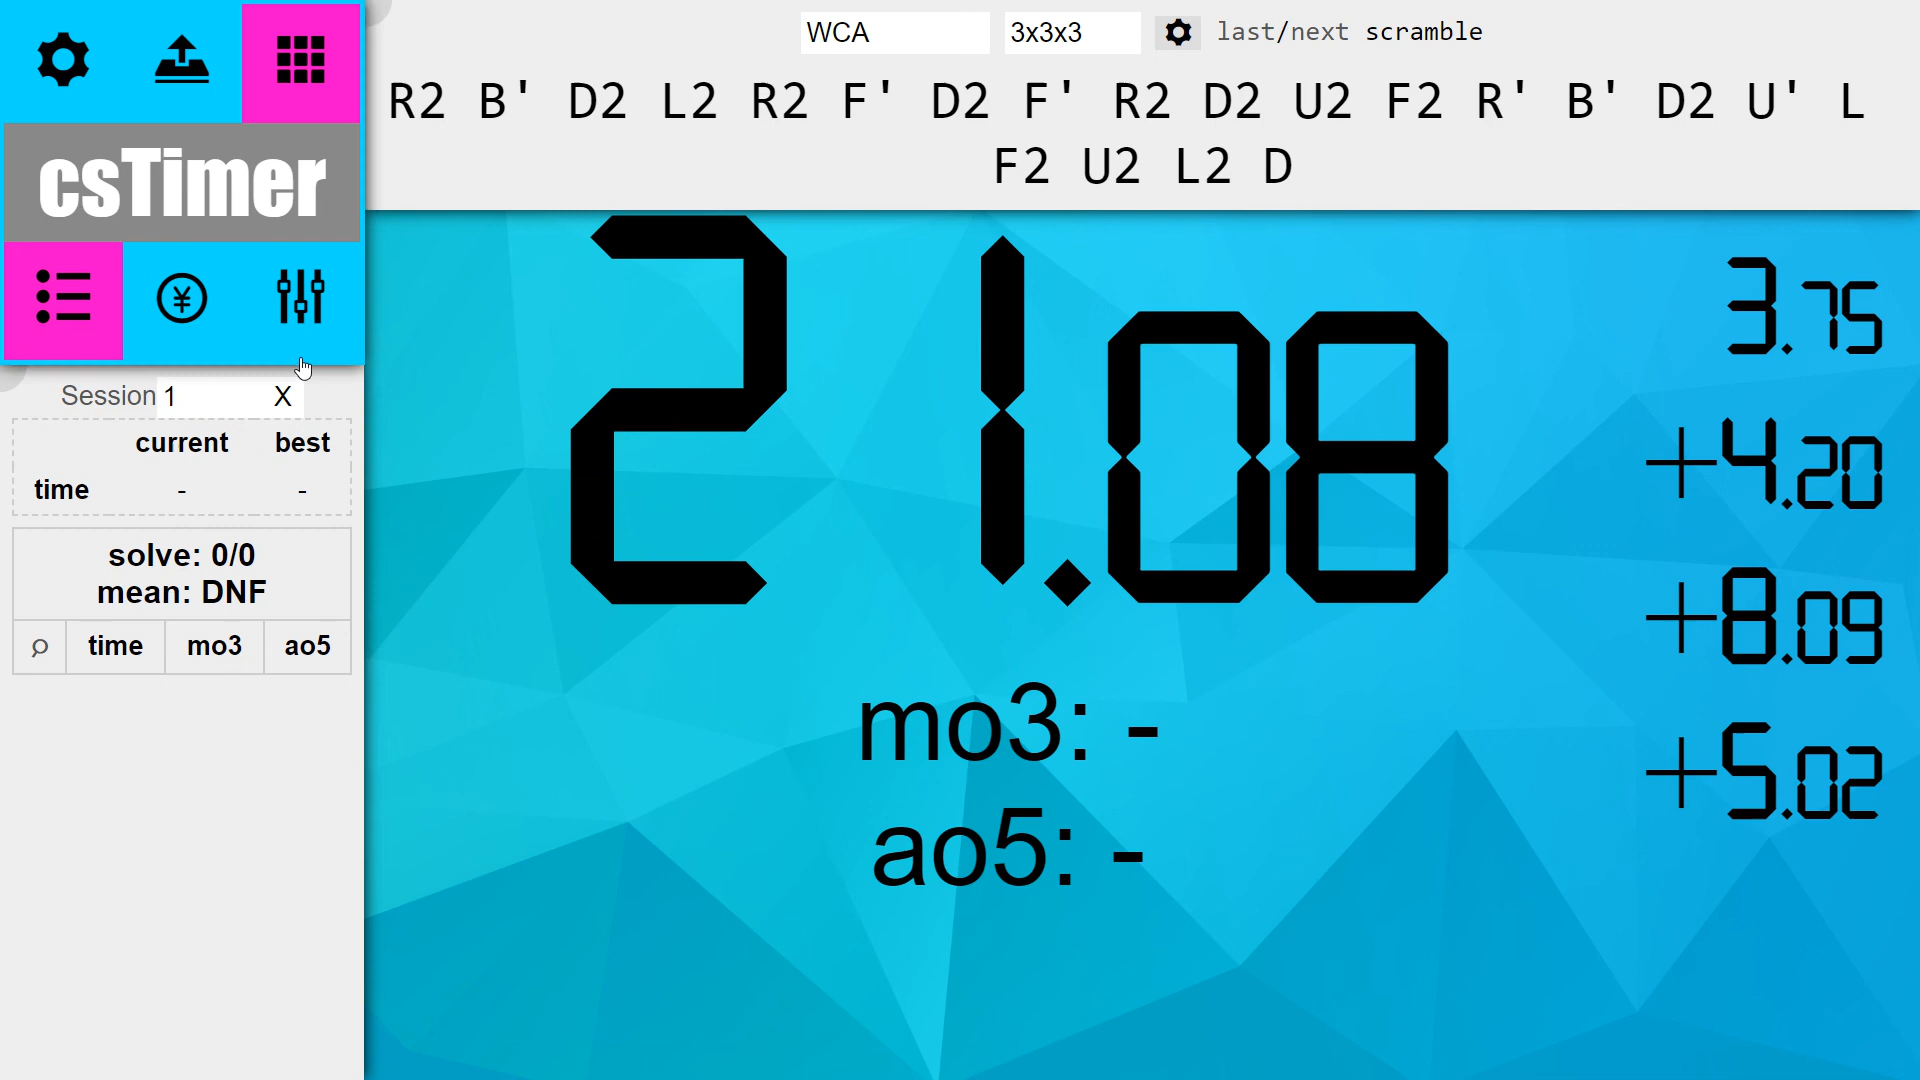 WCA 3x3x3 last/next scramble
R2 B' D2 L2 R2 F' D2 F' R2 D2 U2 F2 R' B' D2 U' L
F2 U2 L2 D
csTimer
¥
Session 1 X
current best
time - -
solve: 0/0
mean: DNF
time mo3 ao5
21.08
mo3: -
ao5: -
3.75
+4.20
+8.09
+5.02